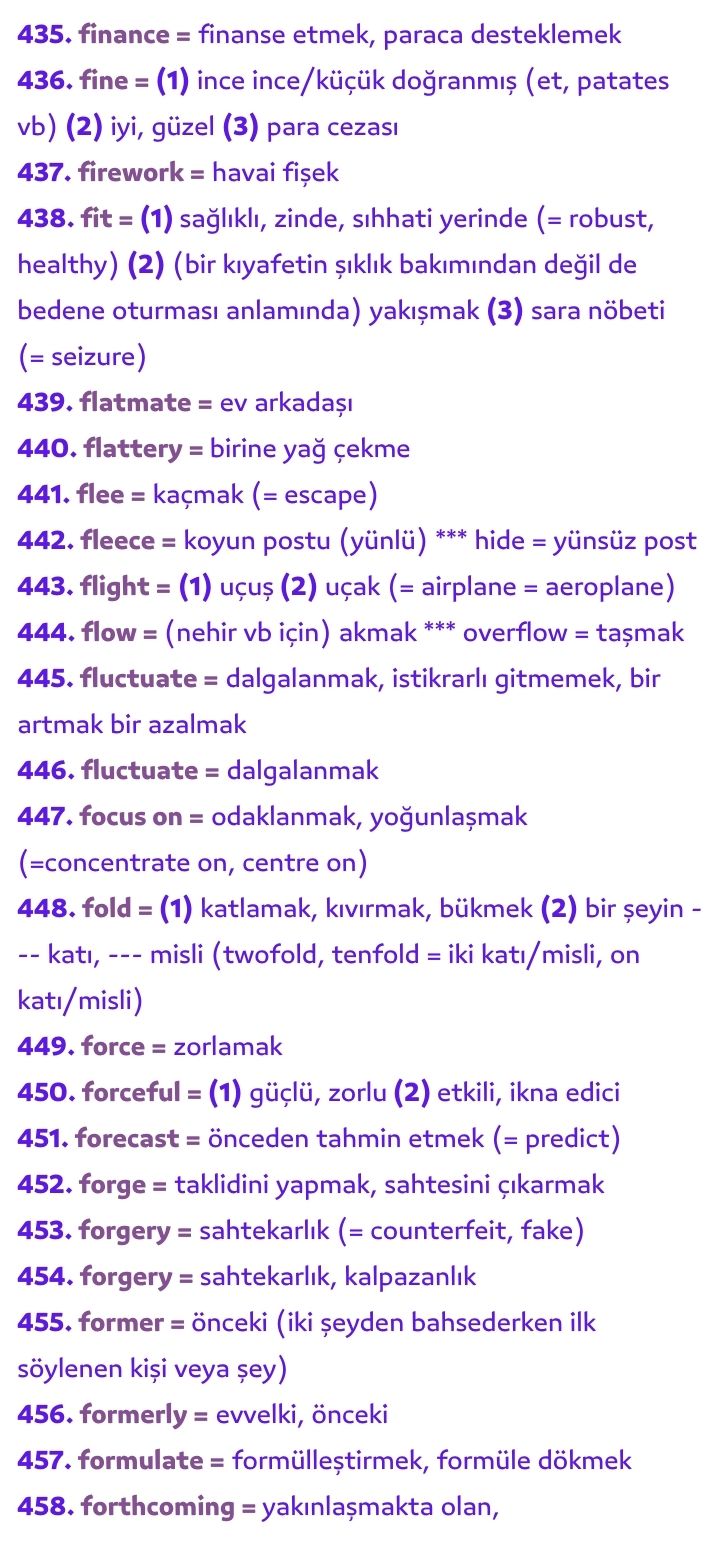 435. finance = finanse etmek, paraca desteklemek
436. fine = (1) ince ince/küçük doğranmış (et, patates
vb) (2) iyi, güzel (3) para cezası
437. firework = havai fişek
438. fit = (1) sağlıklı, zinde, sıhhati yerinde (= robust,
healthy) (2) (bir kıyafetin şıklık bakımından değil de
bedene oturması anlamında) yakışmak (3) sara nöbeti
(= seizure)
439. flatmate = ev arkadaşı
440. flattery = birine yağ çekme
441. flee = kaçmak (= escape)
442. fleece = koyun postu (yünlü) *** hide = yünsüz post
443. flight = (1) uçuş (2) uçak (= airplane = aeroplane)
444. flow = (nehir vb için) akmak *** overflow = taşmak
445. fluctuate = dalgalanmak, istikrarlı gitmemek, bir
artmak bir azalmak
446. fluctuate = dalgalanmak
447. focus on = odaklanmak, yoğunlaşmak
(=concentrate on, centre on)
448. fold = (1) katlamak, kıvırmak, bükmek (2) bir şeyin -
-- katı, --- misli (twofold, tenfold = iki katı/misli, on
katı/misli)
449. force = zorlamak
450. forceful = (1) güçlü, zorlu (2) etkili, ikna edici
451. forecast = önceden tahmin etmek (= predict)
452. forge = taklidini yapmak, sahtesini çıkarmak
453. forgery = sahtekarlık (= counterfeit, fake)
454. forgery = sahtekarlık, kalpazanlık
455. former = önceki (iki şeyden bahsederken ilk
söylenen kişi veya şey)
456. formerly = evvelki, önceki
457. formulate = formülleştirmek, formüle dökmek
458. forthcoming = yakınlaşmakta olan,